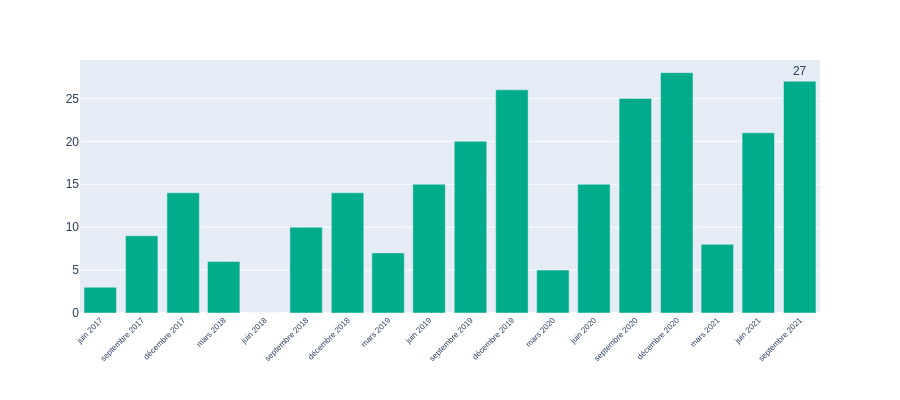 27
25
20
15
10
5
0
juin 2017
septembre 2017
décembre 2017
mars 2018
juin 2018
septembre 2018
décembre 2018
mars 2019
juin 2019
septembre 2019
décembre 2019
mars 2020
juin 2020
septembre 2020
décembre 2020
mars 2021
juin 2021
septembre 2021